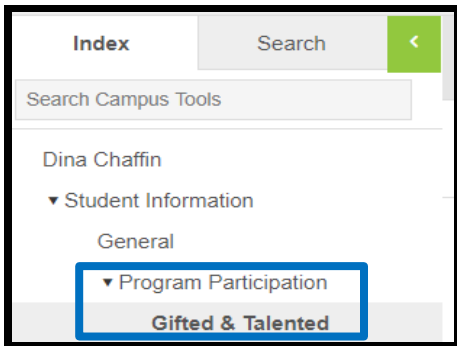 Index Search
Search Campus Tools
Dina Chaffin
Student Information
General
Program Participation
Gifted & Talented